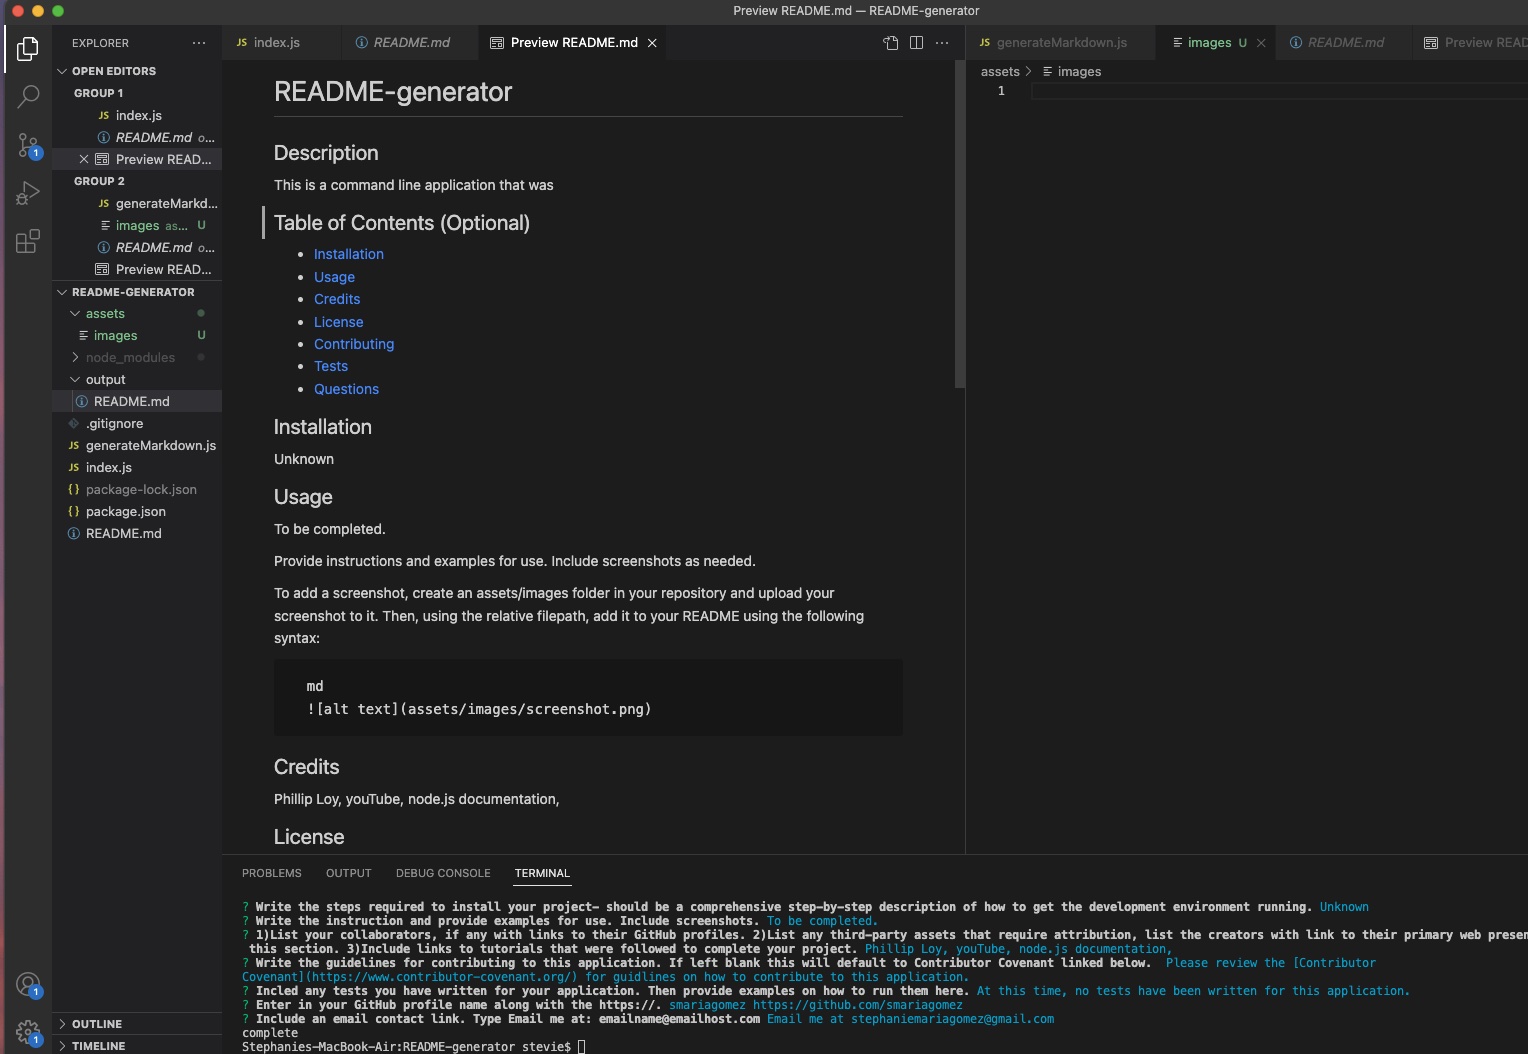 Preview README.md — README-generator
EXPLORER
JS index.js
README.md
Preview README.md
JS generateMarkdown.js
images U
README.md
Preview READ
OPEN EDITORS
GROUP 1
JS index.js
README.md o...
Preview READ...
GROUP 2
JS generateMarkd...
images as... U
README.md o...
Preview READ...
README-GENERATOR
assets
images U
node_modules
output
README.md
.gitignore
JS generateMarkdown.js
JS index.js
{} package-lock.json
{} package.json
README.md
OUTLINE
TIMELINE
1
1
1
README-generator
Description
This is a command line application that was
Table of Contents (Optional)
• Installation
• Usage
• Credits
• License
• Contributing
• Tests
• Questions
Installation
Unknown
Usage
To be completed.
Provide instructions and examples for use. Include screenshots as needed.
To add a screenshot, create an assets/images folder in your repository and upload your
screenshot to it. Then, using the relative filepath, add it to your README using the following
syntax:
md
![alt text](assets/images/screenshot.png)
Credits
Phillip Loy, youTube, node.js documentation,
License
assets > images
1
PROBLEMS OUTPUT DEBUG CONSOLE TERMINAL
? Write the steps required to install your project- should be a comprehensive step-by-step description of how to get the development environment running. Unknown
? Write the instruction and provide examples for use. Include screenshots. To be completed.
? 1)List your collaborators, if any with links to their GitHub profiles. 2)List any third-party assets that require attribution, list the creators with link to their primary web presen
this section. 3)Include links to tutorials that were followed to complete your project. Phillip Loy, youTube, node.js documentation,
? Write the guidelines for contributing to this application. If left blank this will default to Contributor Covenant linked below. Please review the [Contributor
Covenant](https://www.contributor-covenant.org/) for guidlines on how to contribute to this application.
? Incled any tests you have written for your application. Then provide examples on how to run them here. At this time, no tests have been written for this application.
? Enter in your GitHub profile name along with the https://. smariagomez https://github.com/smariagomez
? Include an email contact link. Type Email me at: emailname@emailhost.com Email me at stephaniemariagomez@gmail.com
complete
Stephanies-MacBook-Air:README-generator stevie$